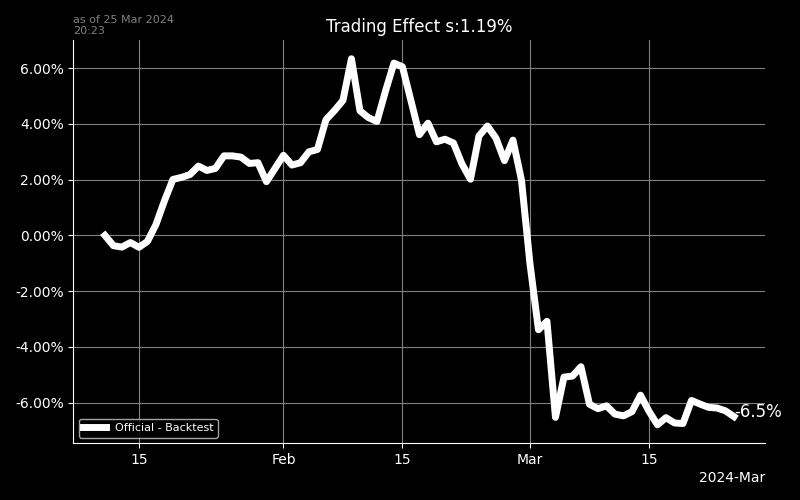 as of 25 Mar 2024
20:23
Trading Effect s:1.19%
6.00%
4.00%
2.00%
0.00%
-2.00%
-4.00%
-6.00%
-6.5%
Official - Backtest
15
Feb
15
Mar
15
2024-Mar